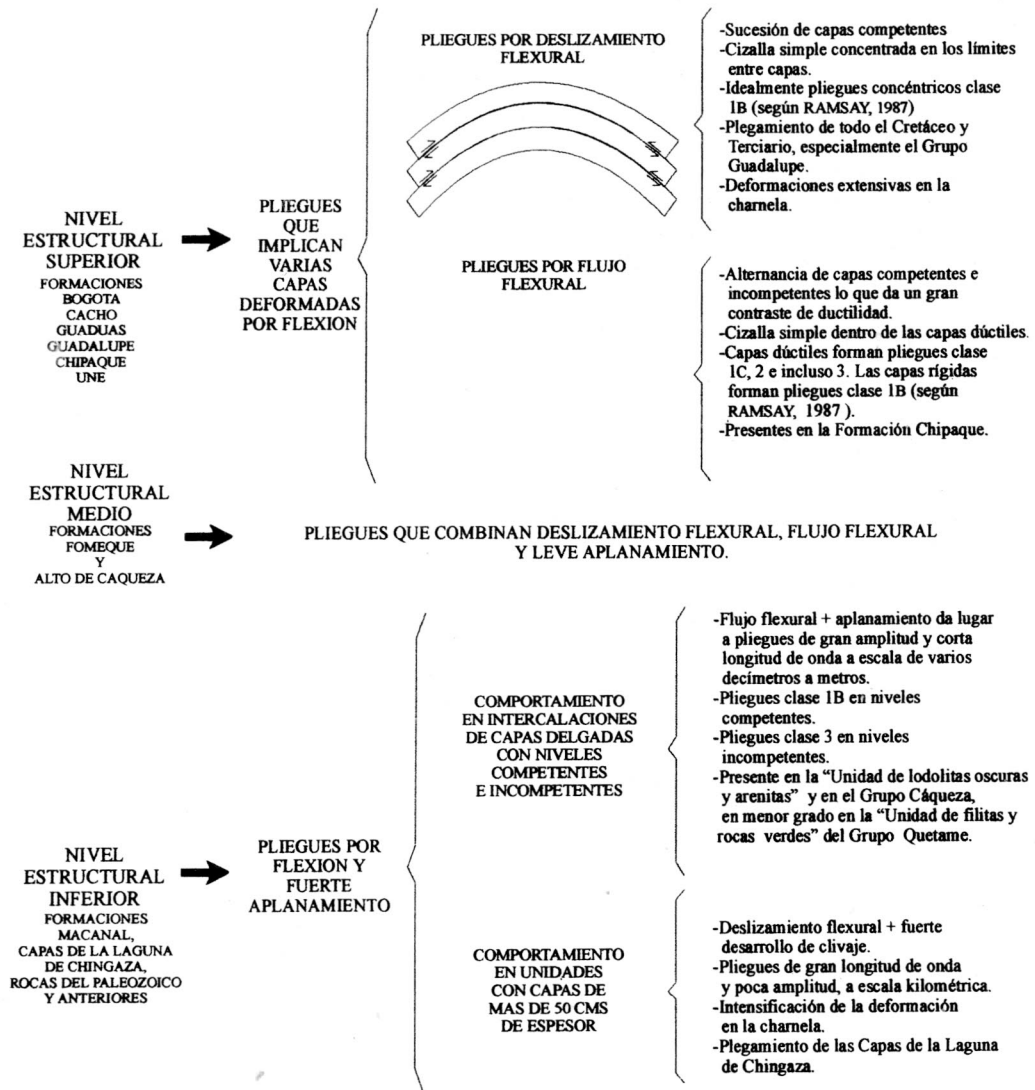 NIVEL
ESTRUCTURAL
SUPERIOR
FORMACIONES
BOGOTA
CACHO
GUADUAS
GUADALUPE
CHIPAQUE
UNE
PLIEGUES
QUE
IMPLICAN
VARIAS
CAPAS
DEFORMADAS
POR FLEXION
PLIEGUES POR DESLIZAMIENTO
FLEXURAL
-Sucesión de capas competentes
-Cizalla simple concentrada en los límites
entre capas.
-Idealmente pliegues concéntricos clase
1B (según RAMSAY, 1987)
-Plegamiento de todo el Cretáceo y
Terciario, especialmente el Grupo
Guadalupe.
-Deformaciones extensivas en la
charnela.
PLIEGUES POR FLUJO
FLEXURAL
-Alternancia de capas competentes e
incompetentes lo que da un gran
contraste de ductilidad.
-Cizalla simple dentro de las capas dúctiles.
-Capas dúctiles forman pliegues clase
1C, 2 e incluso 3. Las capas rígidas
forman pliegues clase 1B (según
RAMSAY, 1987 ).
-Presentes en la Formación Chipaque.
NIVEL
ESTRUCTURAL
MEDIO
FORMACIONES
FOMEQUE
Y
ALTO DE CAQUEZA
PLIEGUES QUE COMBINAN DESLIZAMIENTO FLEXURAL, FLUJO FLEXURAL
Y LEVE APLANAMIENTO.
NIVEL
ESTRUCTURAL
INFERIOR
FORMACIONES
MACANAL,
CAPAS DE LA LAGUNA
DE CHINGAZA,
ROCAS DEL PALEOZOICO
Y ANTERIORES
PLIEGUES POR
FLEXION Y
FUERTE
APLANAMIENTO
COMPORTAMIENTO
EN INTERCALACIONES
DE CAPAS DELGADAS
CON NIVELES
COMPETENTES
E INCOMPETENTES
-Flujo flexural + aplanamiento da lugar
a pliegues de gran amplitud y corta
longitud de onda a escala de varios
decímetros a metros.
-Pliegues clase 1B en niveles
competentes.
-Pliegues clase 3 en niveles
incompetentes.
-Presente en la “Unidad de lodolitas oscuras
y arenitas” y en el Grupo Cáqueza,
en menor grado en la “Unidad de filitas y
rocas verdes” del Grupo Quetame.
COMPORTAMIENTO
EN UNIDADES
CON CAPAS DE
MAS DE 50 CMS
DE ESPESOR
-Deslizamiento flexural + fuerte
desarrollo de clivaje.
-Pliegues de gran longitud de onda
y poca amplitud, a escala kilométrica.
-Intensificación de la deformación
en la charnela.
-Plegamiento de las Capas de la Laguna
de Chingaza.